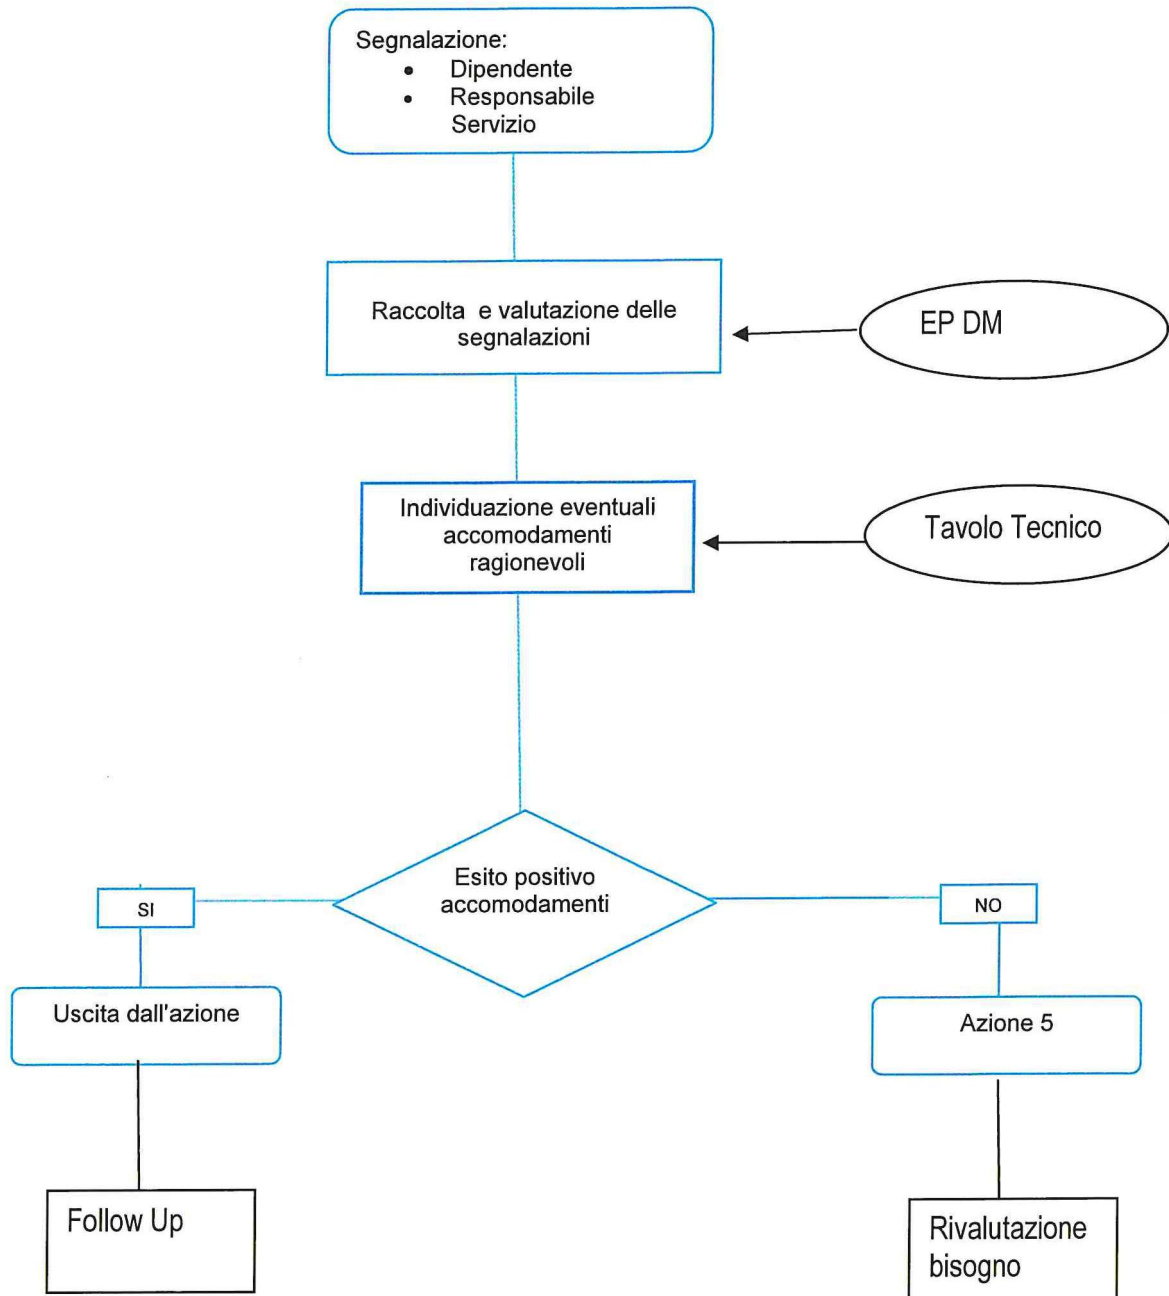 Segnalazione:
• Dipendente
• Responsabile
Servizio
Raccolta e valutazione delle
segnalazioni
EP DM
Individuazione eventuali
accomodamenti
ragionevoli
Tavolo Tecnico
Esito positivo
accomodamenti
SI
NO
Uscita dall'azione
Azione 5
Follow Up
Rivalutazione
bisogno